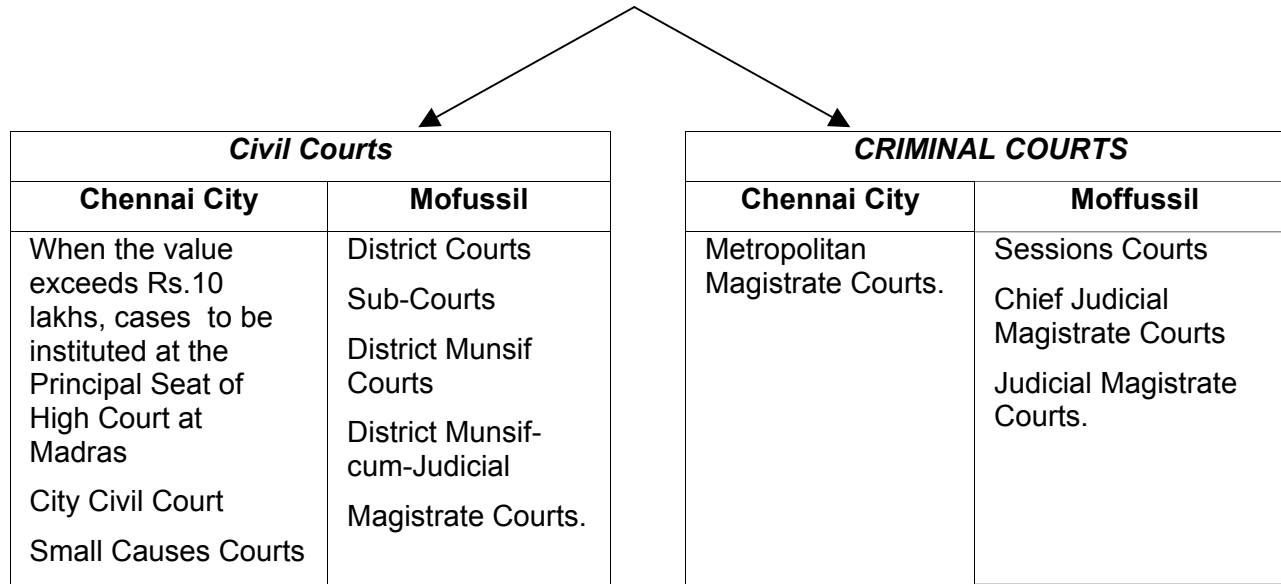 Civil Courts
Chennai City
Mofussil
When the value
exceeds Rs.10
lakhs, cases to be
instituted at the
Principal Seat of
High Court at
Madras
City Civil Court
Small Causes Courts
District Courts
Sub-Courts
District Munsif
Courts
District Munsif-
cum-Judicial
Magistrate Courts.
CRIMINAL COURTS
Chennai City
Moffussil
Metropolitan
Magistrate Courts.
Sessions Courts
Chief Judicial
Magistrate Courts
Judicial Magistrate
Courts.